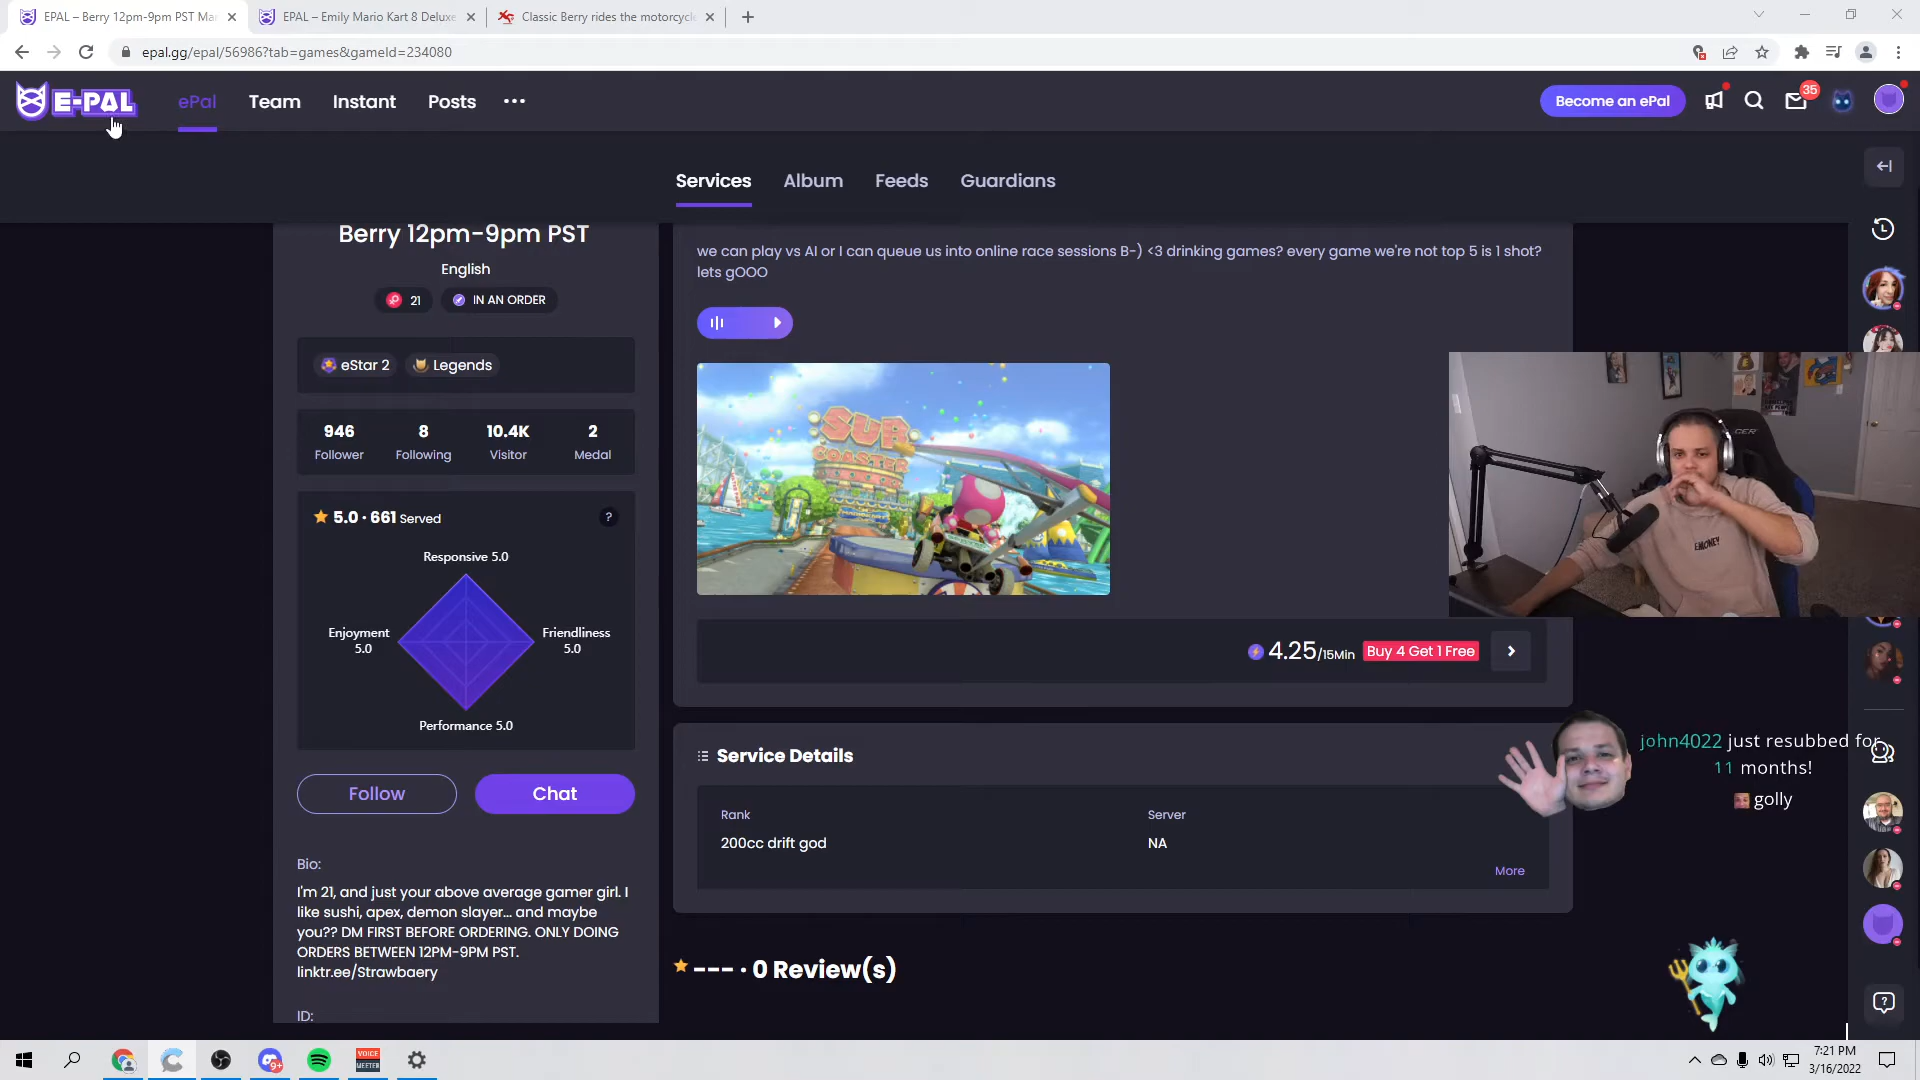 EPAL – Berry 12pm-9pm PST Mar
EPAL – Emily Mario Kart 8 Deluxe
Classic Berry rides the motorcycle
epal.gg/epal/56986?tab=games&gameId=234080
E-PAL
ePal
Team
Instant
Posts
Become an ePal
35
Services
Album
Feeds
Guardians
Berry 12pm-9pm PST
English
21
IN AN ORDER
eStar 2
Legends
946
8
10.4K
2
Follower
Following
Visitor
Medal
5.0 · 661 Served
?
Responsive 5.0
Enjoyment
5.0
Friendliness
5.0
Performance 5.0
Follow
Chat
Bio:
I'm 21, and just your above average gamer girl. I
like sushi, apex, demon slayer... and maybe
you?? DM FIRST BEFORE ORDERING. ONLY DOING
ORDERS BETWEEN 12PM-9PM PST.
linktr.ee/Strawbaery
ID:
we can play vs AI or I can queue us into online race sessions B-) <3 drinking games? every game we're not top 5 is 1 shot?
lets gOOO
COASTER
4.25/15Min
Buy 4 Get 1 Free
Service Details
Rank
Server
200cc drift god
NA
More
--- · 0 Review(s)
EMONEY
john4022 just resubbed for
11 months!
golly
9+
VOICE
MEETER
7:21 PM
3/16/2022